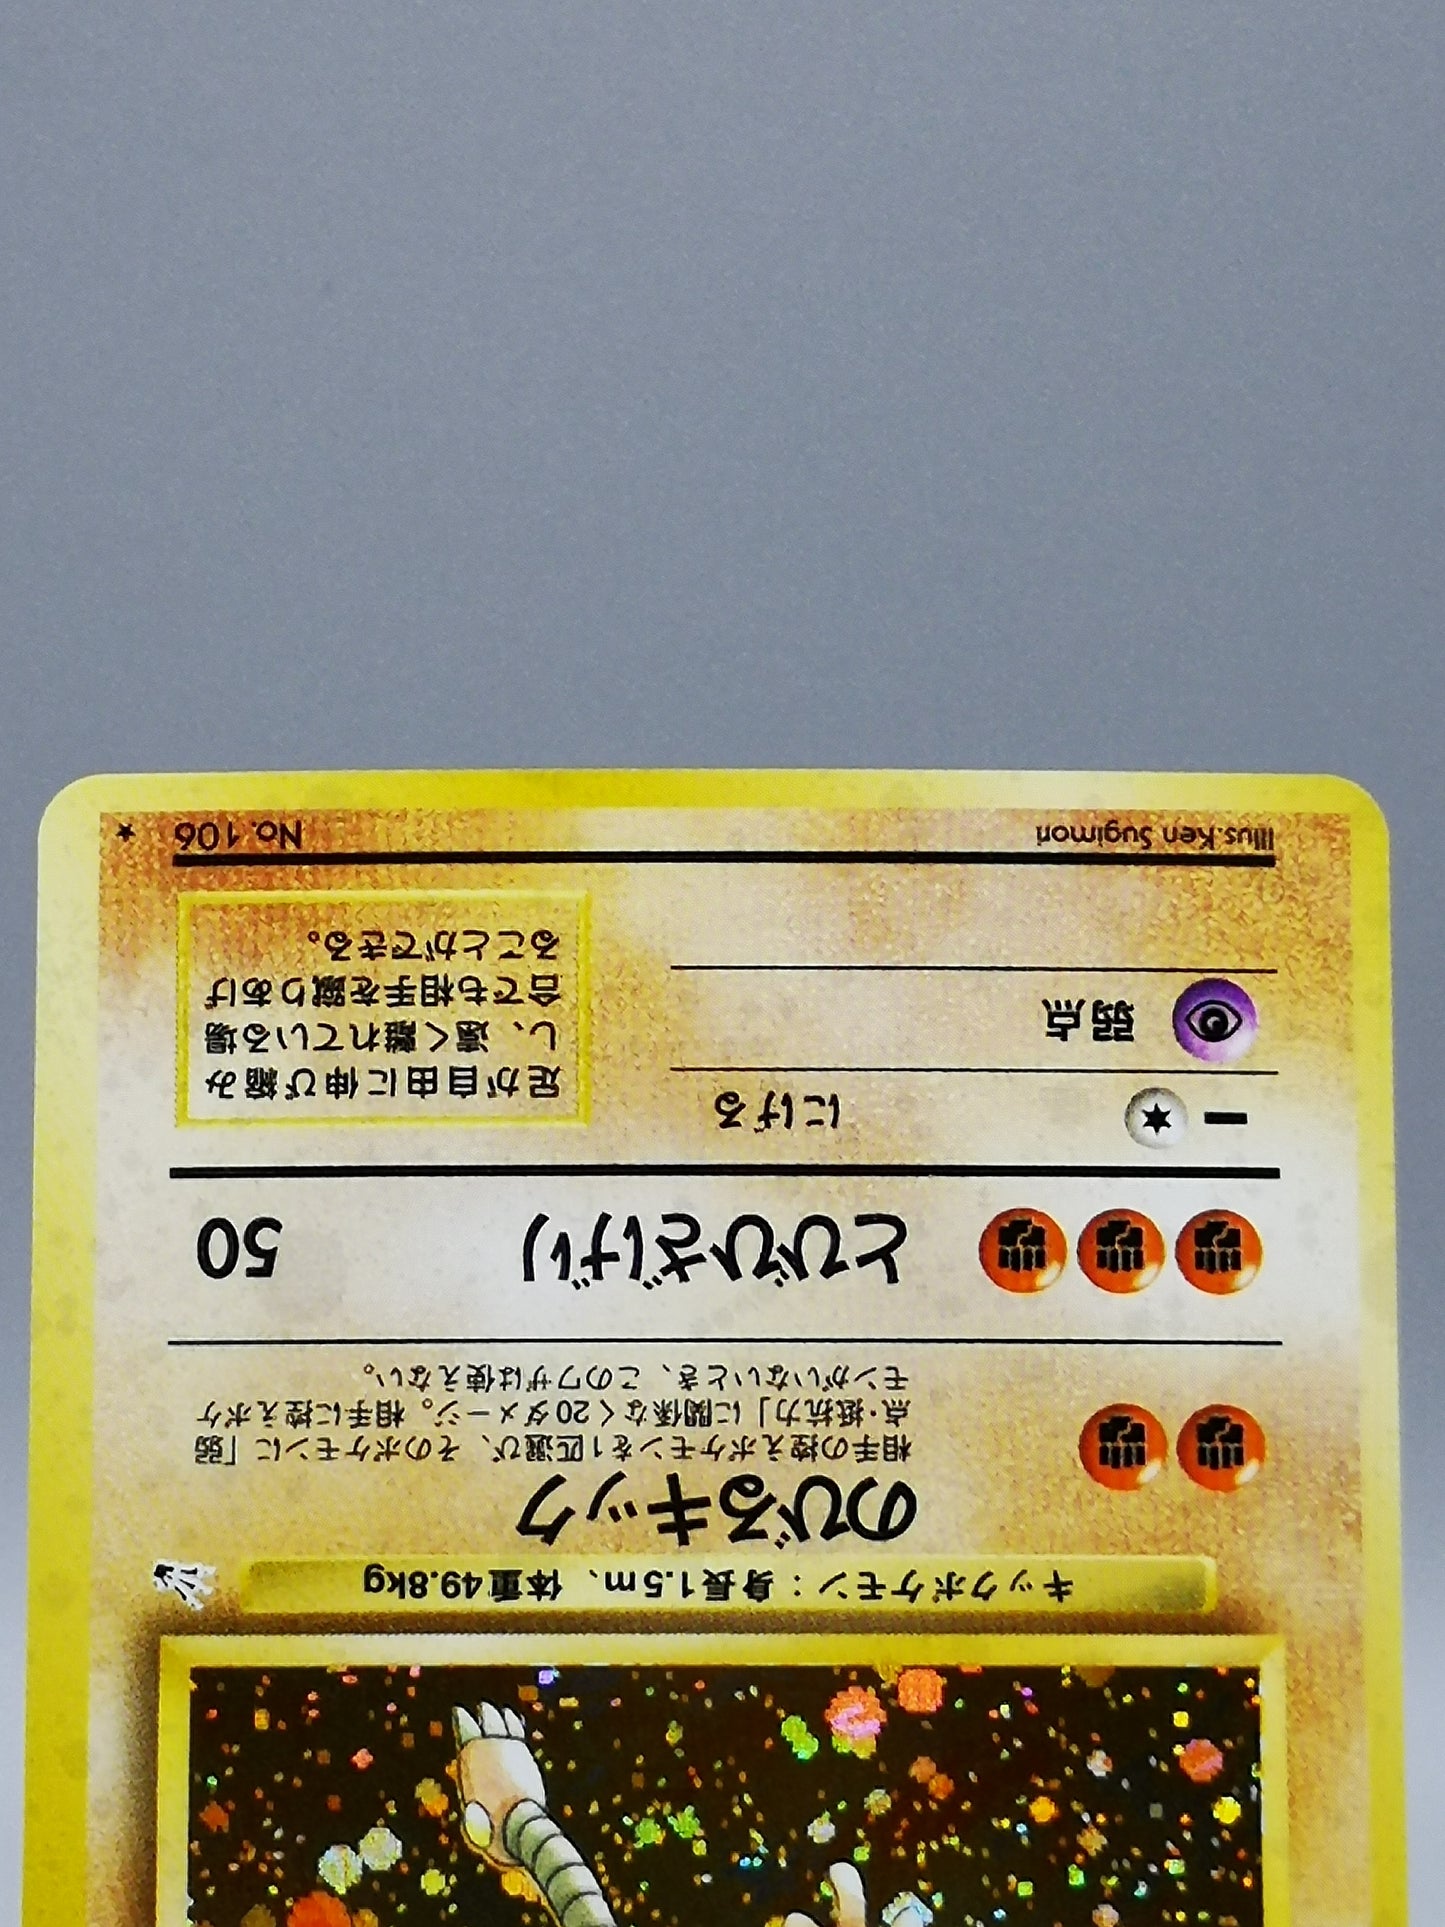 キックポケモン：身長1.5m、体重49.8kg
のびるキック
相手の控えポケモンを1匹選び、そのポケモンに「弱
点・抵抗力」に関係なく20ダメージ。相手に控えポケ
モンがいないとき、このワザは使えない。
とびひざげり 50
にげる
弱点
足が自由に伸び縮み
し、遠く離れている場
合でも相手を蹴りあげ
ることができる。
Illus.Ken Sugimori No.106 ★